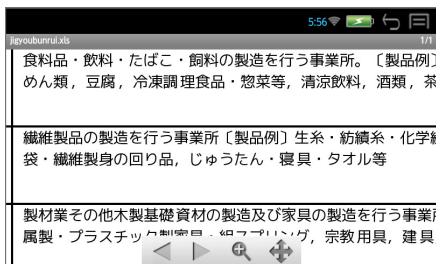 5:56
jigyoubunrui.xls 1/1
食料品・飲料・たばこ・飼料の製造を行う事業所。〔製品例〕
めん類，豆腐，冷凍調理食品・惣菜等，清涼飲料，酒類，茶
繊維製品の製造を行う事業所〔製品例〕生糸・紡績糸・化学繊
袋・繊維製身の回り品，じゅうたん・寝具・タオル等
製材業その他木製基礎資材の製造及び家具の製造を行う事業所
属製・プラスチック製家具・組スプリング，宗教用具，建具